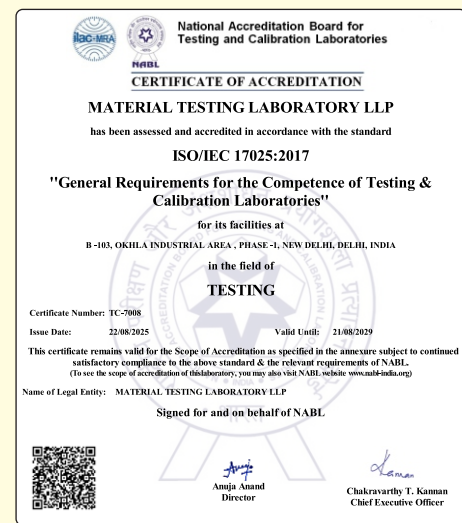 ilac-MRA
NABL
National Accreditation Board for
Testing and Calibration Laboratories
CERTIFICATE OF ACCREDITATION
MATERIAL TESTING LABORATORY LLP
has been assessed and accredited in accordance with the standard
ISO/IEC 17025:2017
"General Requirements for the Competence of Testing &
Calibration Laboratories"
for its facilities at
B -103, OKHLA INDUSTRIAL AREA , PHASE -1, NEW DELHI, DELHI, INDIA
in the field of
TESTING
Certificate Number: TC-7008
Issue Date: 22/08/2025 Valid Until: 21/08/2029
This certificate remains valid for the Scope of Accreditation as specified in the annexure subject to continued
satisfactory compliance to the above standard & the relevant requirements of NABL.
(To see the scope of accreditation of thislaboratory, you may also visit NABL website www.nabl-india.org)
Name of Legal Entity: MATERIAL TESTING LABORATORY LLP
Signed for and on behalf of NABL
Anuja
Anuja Anand
Director
Kannan
Chakravarthy T. Kannan
Chief Executive Officer